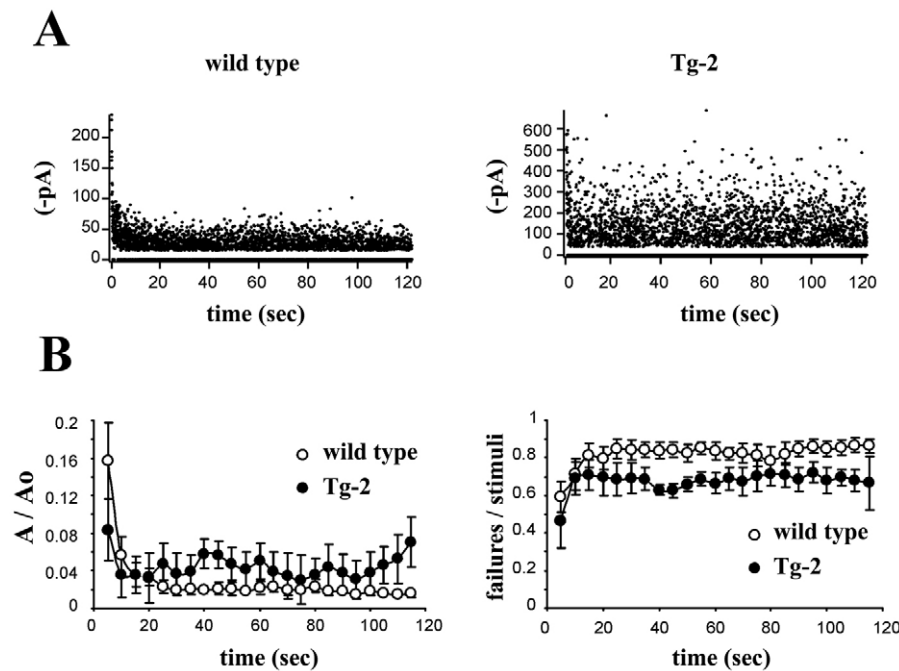 A
wild type
Tg-2
200
150
100
50
0
(-pA)
0 20 40 60 80 100 120
time (sec)
600
500
400
300
200
100
0
(-pA)
0 20 40 60 80 100 120
time (sec)
B
0.2
0.16
0.12
0.08
0.04
0
A / Ao
wild type
Tg-2
0 20 40 60 80 100 120
time (sec)
1
0.8
0.6
0.4
0.2
0
failures / stimuli
wild type
Tg-2
0 20 40 60 80 100 120
time (sec)